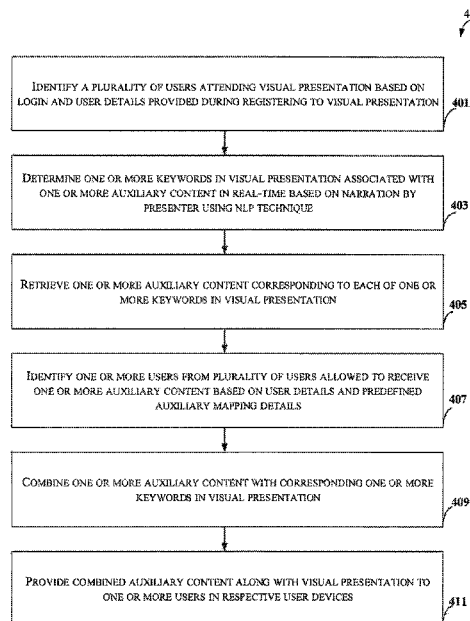 4
IDENTIFY A PLURALITY OF USERS ATTENDING VISUAL PRESENTATION BASED ON
LOGIN AND USER DETAILS PROVIDED DURING REGISTERING TO VISUAL PRESENTATION
401
DETERMINE ONE OR MORE KEYWORDS IN VISUAL PRESENTATION ASSOCIATED WITH
ONE OR MORE AUXILIARY CONTENT IN REAL-TIME BASED ON NARRATION BY
PRESENTER USING NLP TECHNIQUE
403
RETRIEVE ONE OR MORE AUXILIARY CONTENT CORRESPONDING TO EACH OF ONE OR
MORE KEYWORDS IN VISUAL PRESENTATION
405
IDENTIFY ONE OR MORE USERS FROM PLURALITY OF USERS ALLOWED TO RECEIVE
ONE OR MORE AUXILIARY CONTENT BASED ON USER DETAILS AND PREDEFINED
AUXILIARY MAPPING DETAILS
407
COMBINE ONE OR MORE AUXILIARY CONTENT WITH CORRESPONDING ONE OR MORE
KEYWORDS IN VISUAL PRESENTATION
409
PROVIDE COMBINED AUXILIARY CONTENT ALONG WITH VISUAL PRESENTATION TO
ONE OR MORE USERS IN RESPECTIVE USER DEVICES
411